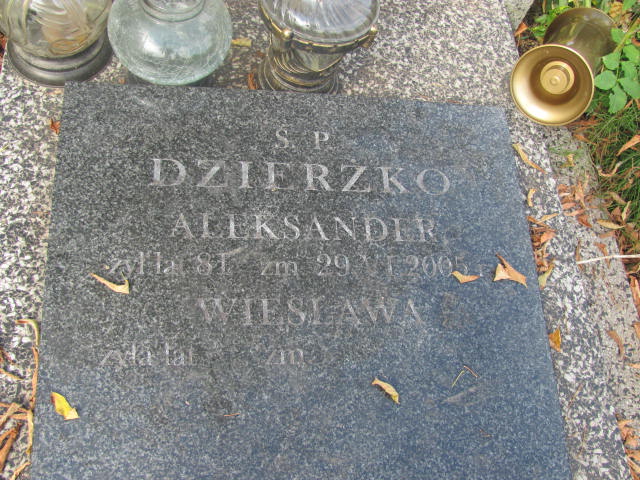 Ś. P.
DZIERZKO
ALEKSANDER
żył lat 81 zm 29 VI 2005
WIESŁAWA
żyła lat zm